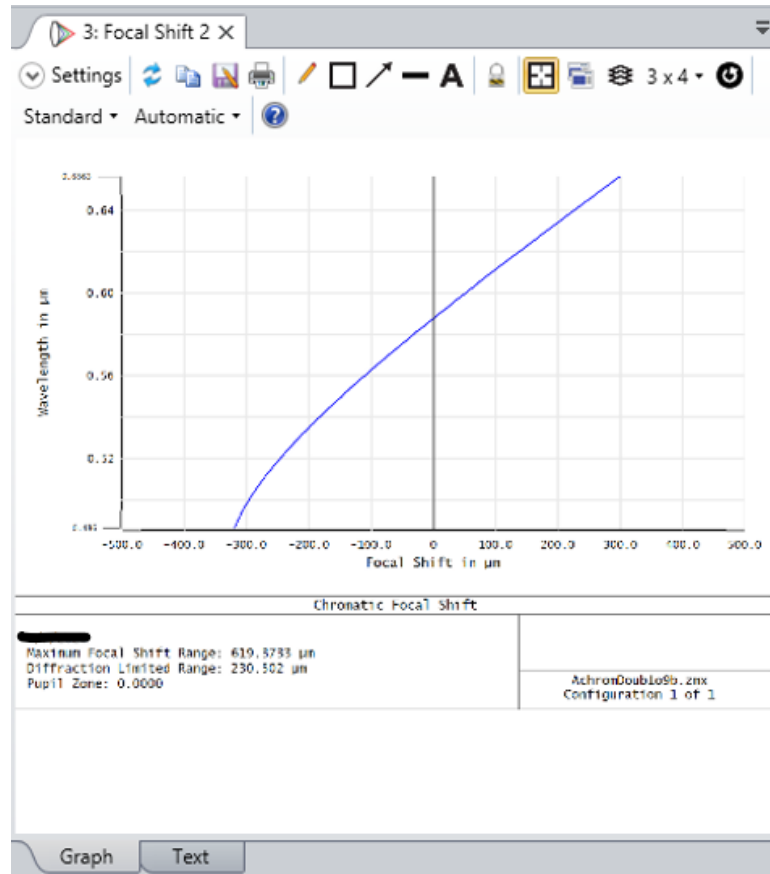 3: Focal Shift 2
Settings
3 x 4
Standard Automatic
0.64
0.60
0.56
0.52
Wavelength in µm
-500.0 -400.0 -300.0 -200.0 -100.0 0 100.0 200.0 300.0 400.0 500.0
Focal Shift in µm
Chromatic Focal Shift
Maximum Focal Shift Range: 619.3733 µm
Diffraction Limited Range: 230.502 µm
Pupil Zone: 0.0000
Configuration 1 of 1
Graph Text